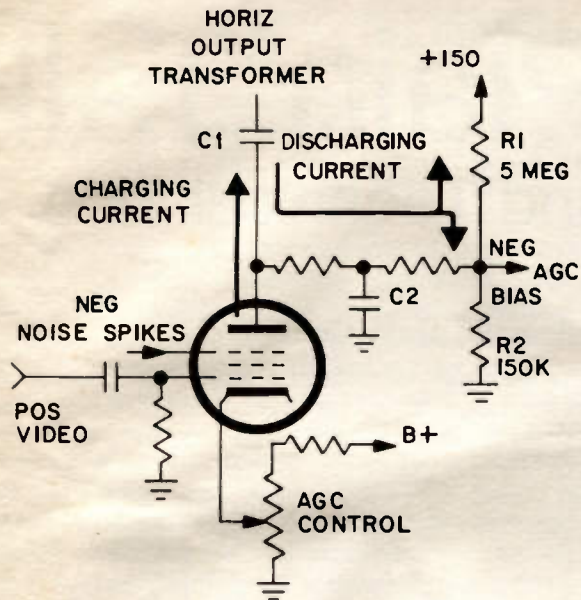 HORIZ
OUTPUT
TRANSFORMER
+150
C1
DISCHARGING
CURRENT
R1
5 MEG
CHARGING
CURRENT
NEG
AGC
BIAS
C2
NEG
NOISE SPIKES
R2
150K
POS
VIDEO
B+
AGC
CONTROL